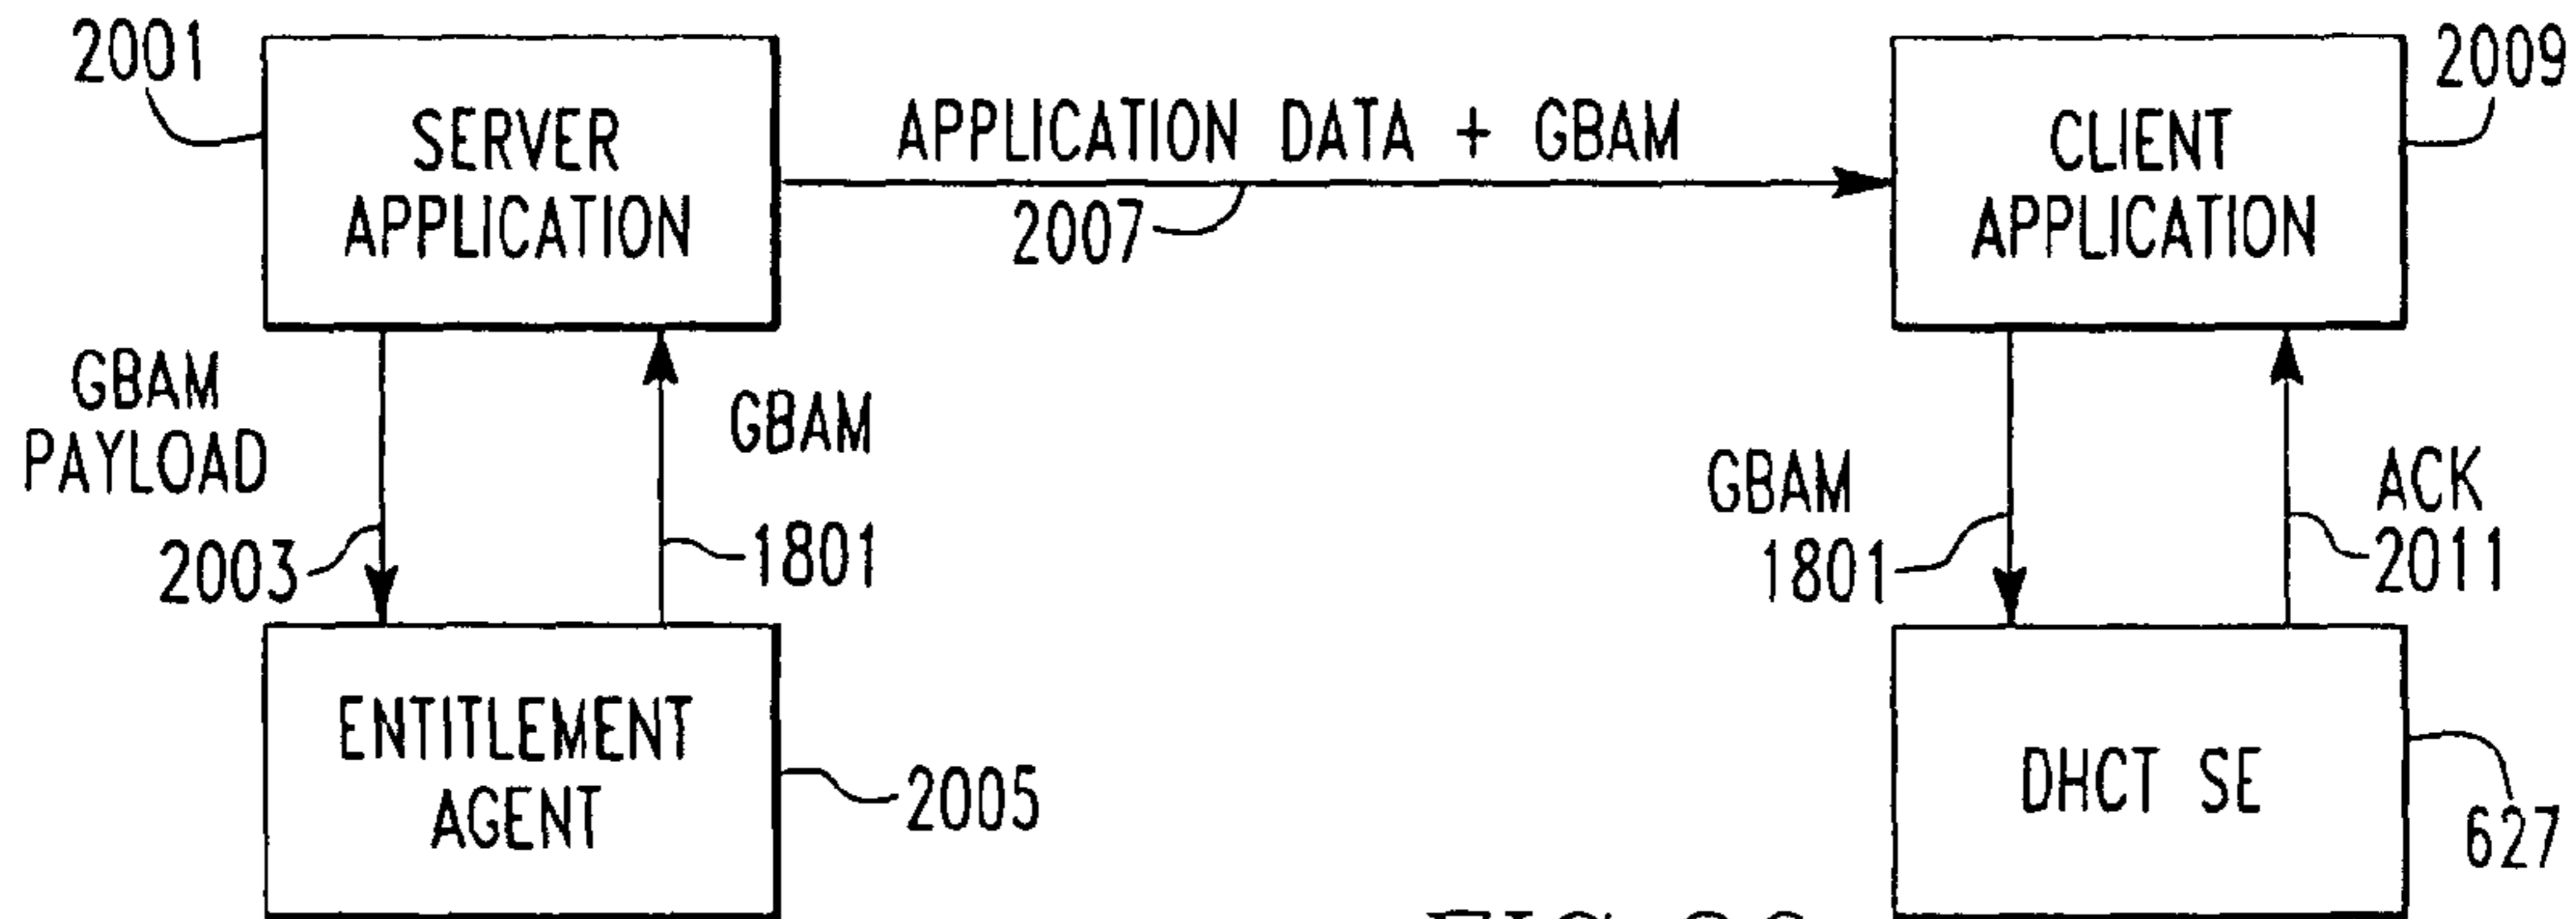 2001
SERVER
APPLICATION
APPLICATION DATA + GBAM
2007
CLIENT
APPLICATION
2009
GBAM
PAYLOAD
2003
GBAM
1801
GBAM
1801
ACK
2011
ENTITLEMENT
AGENT
2005
DHCT SE
627